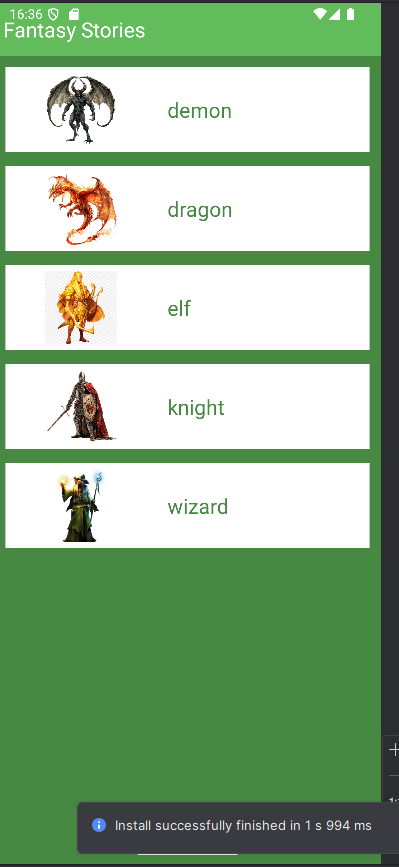 16:36
Fantasy Stories
demon
dragon
elf
knight
wizard
Install successfully finished in 1 s 994 ms